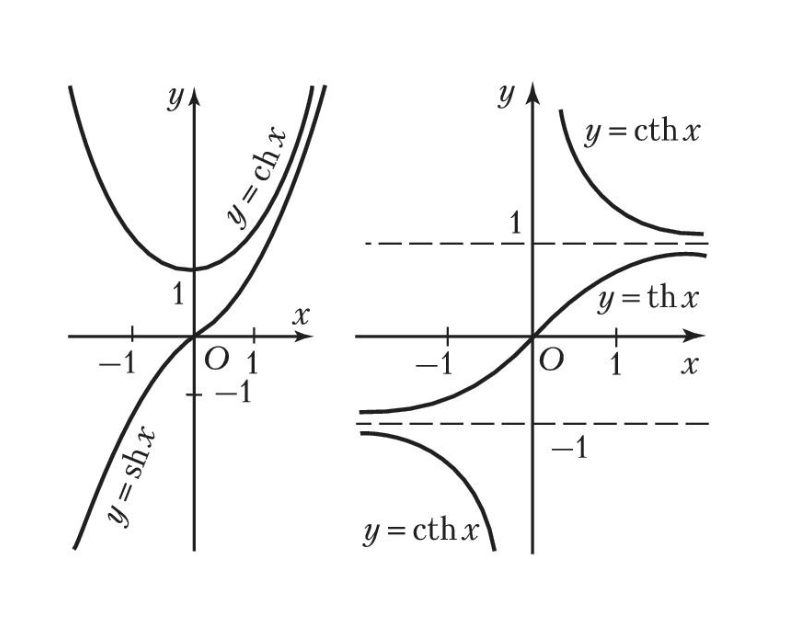 y
y = ch x
1
x
−1
O
1
−1
y = sh x
y
y = cth x
1
y = th x
−1
O
1
x
−1
y = cth x